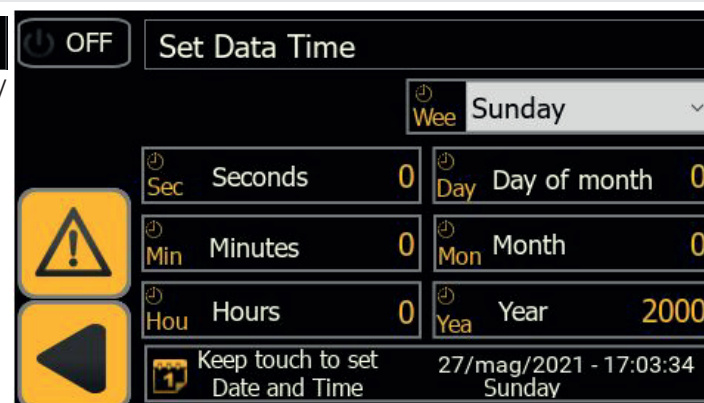 OFF
Set Data Time
Wee Sunday
Sec Seconds 0
Day Day of month 0
Min Minutes 0
Mon Month 0
Hou Hours 0
Yea Year 2000
Keep touch to set
Date and Time
27/mag/2021 - 17:03:34
Sunday